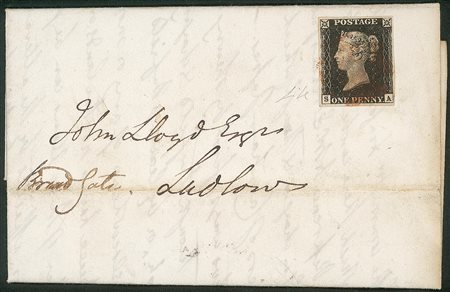 POSTAGE
S ONE PENNY A
John Lloyd Esqr
Broad Gate. Ludlow